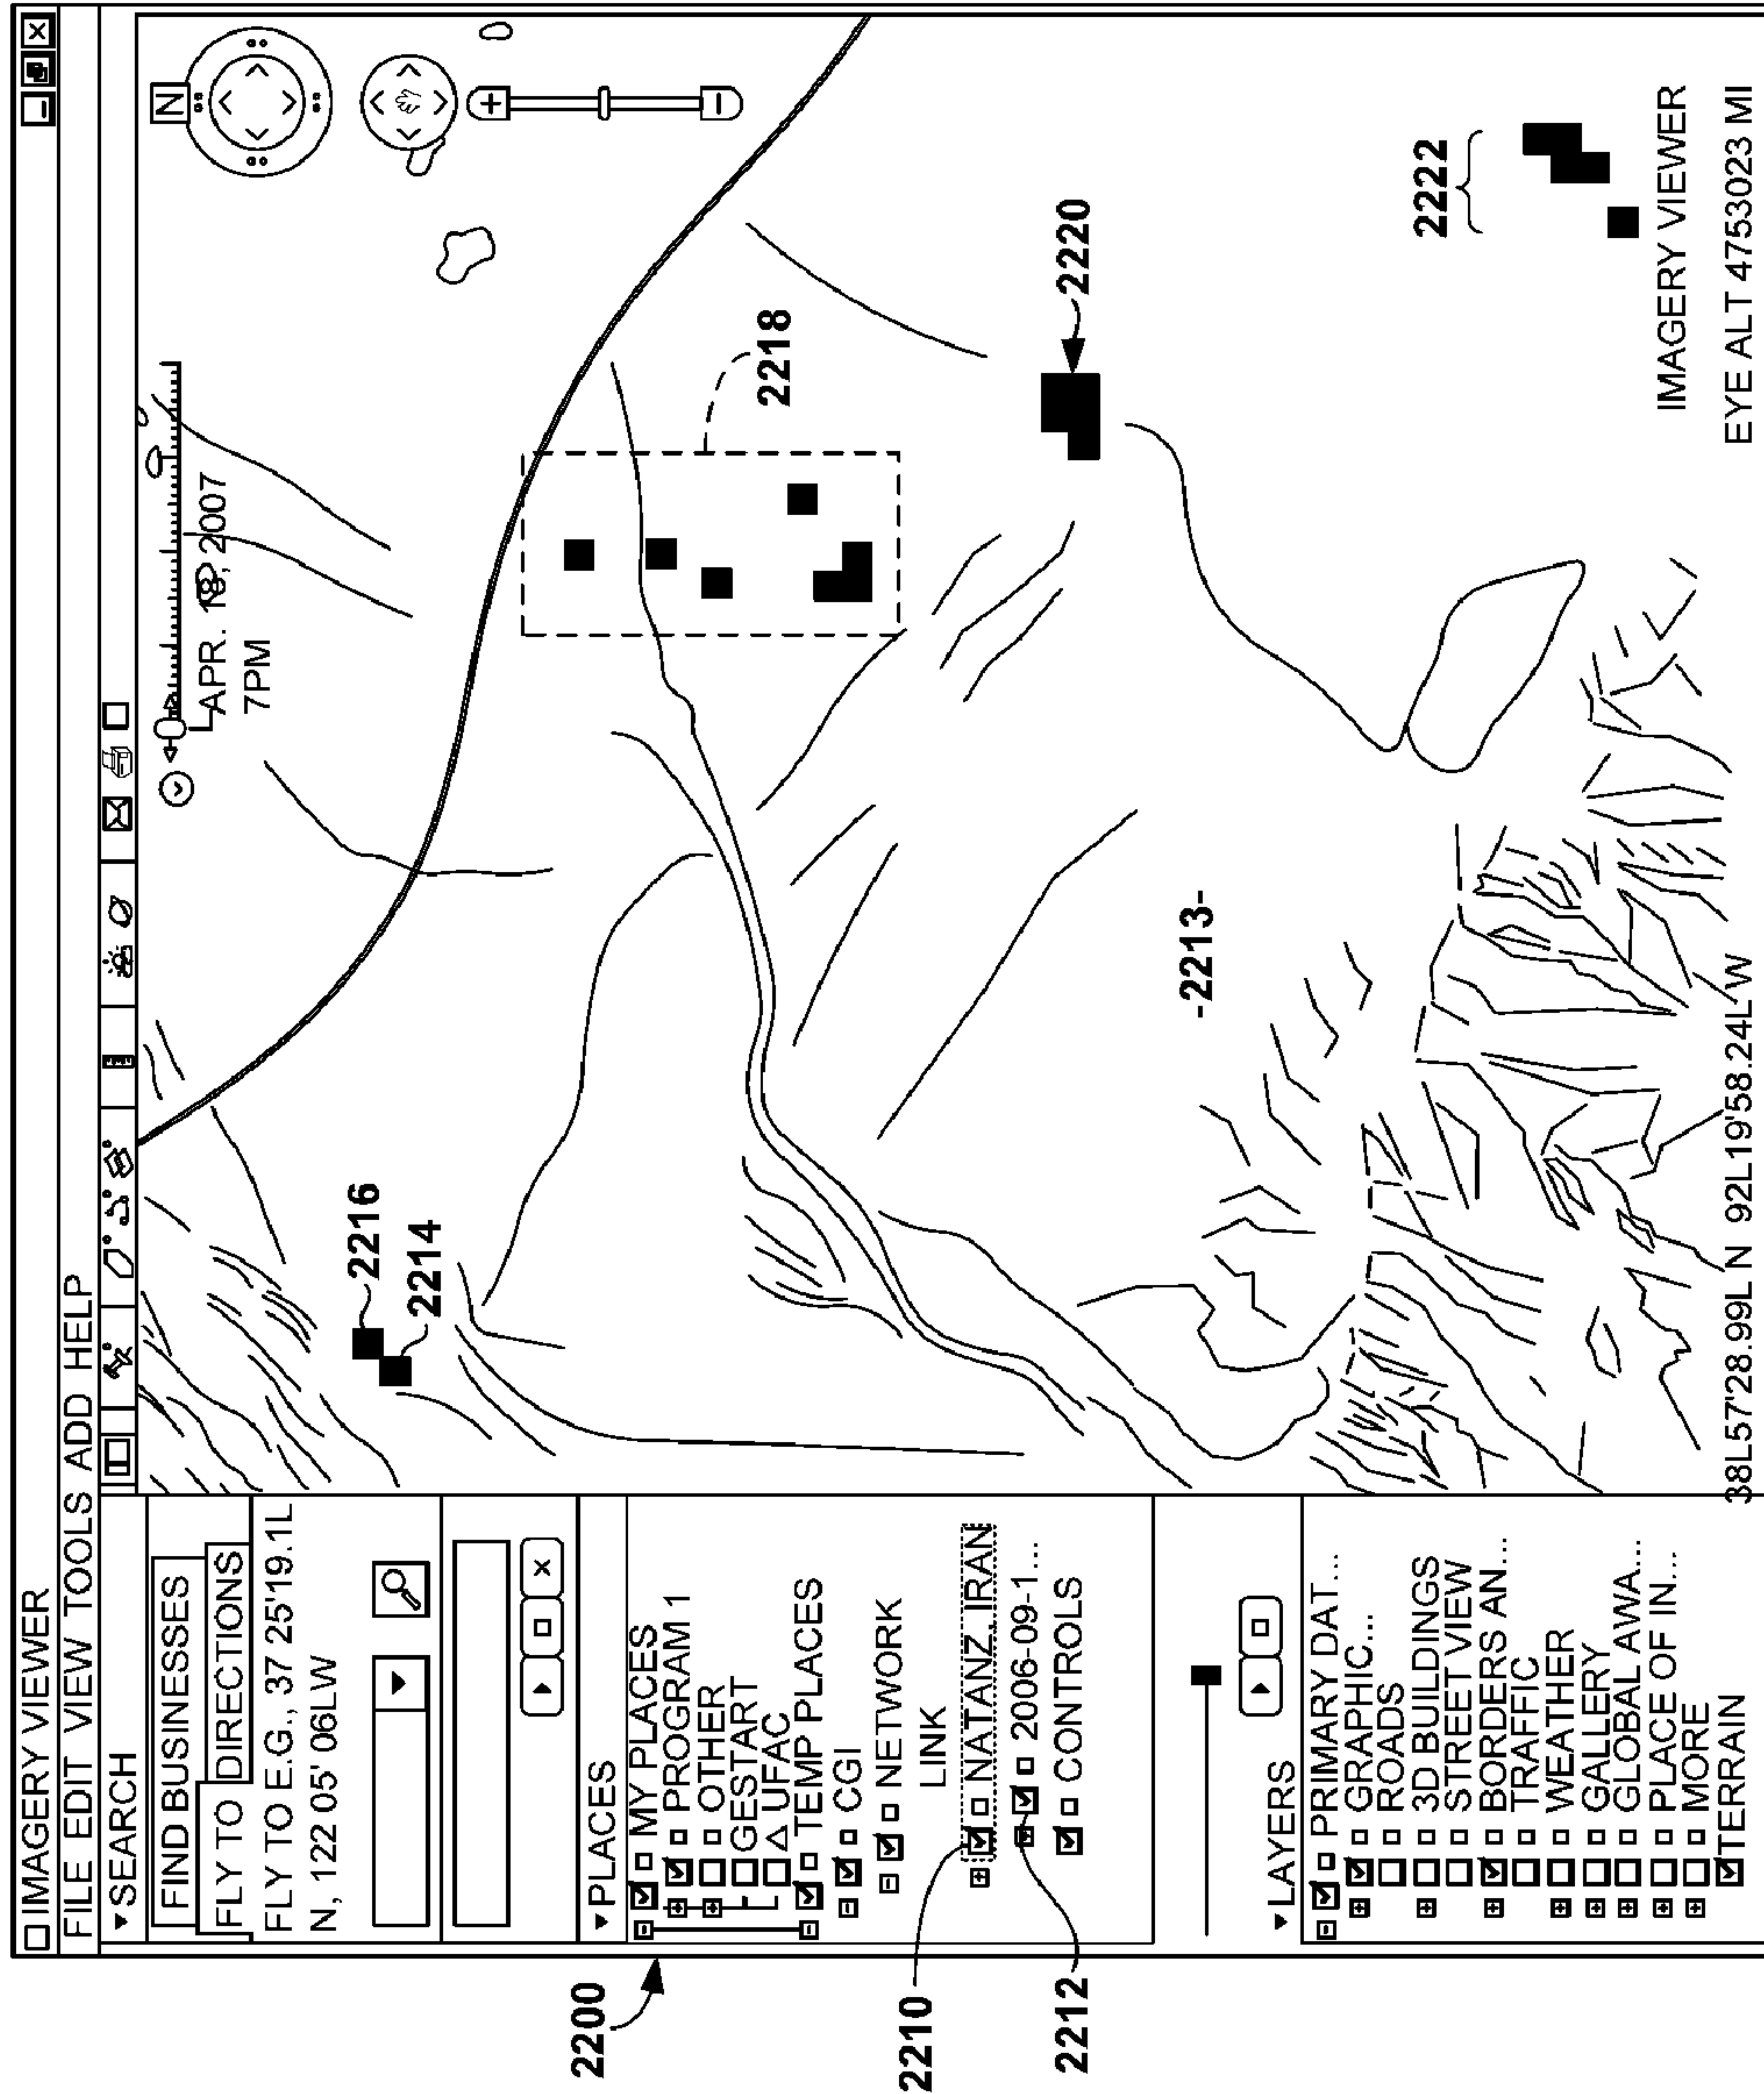 IMAGERY VIEWER
FILE EDIT VIEW TOOLS ADD HELP
SEARCH
FIND BUSINESSES
FLY TO DIRECTIONS
FLY TO E.G., 37 25'19.1L
N, 122 05' 06LW
PLACES
MY PLACES
PROGRAM 1
OTHER
GESTART
UFAC
TEMP PLACES
CGI
NETWORK
LINK
NATANZ, IRAN
2006-09-1...
CONTROLS
LAYERS
PRIMARY DAT...
GRAPHIC...
ROADS
3D BUILDINGS
STREET VIEW
BORDERS AN...
TRAFFIC
WEATHER
GALLERY
GLOBAL AWA...
PLACE OF IN...
MORE
TERRAIN
2200
2210
2212
APR. 18, 2007
7PM
N
2216
2214
2218
2220
-2213-
2222
IMAGERY VIEWER
38L57'28.99L N 92L19'58.24L W
EYE ALT 4753023 MI